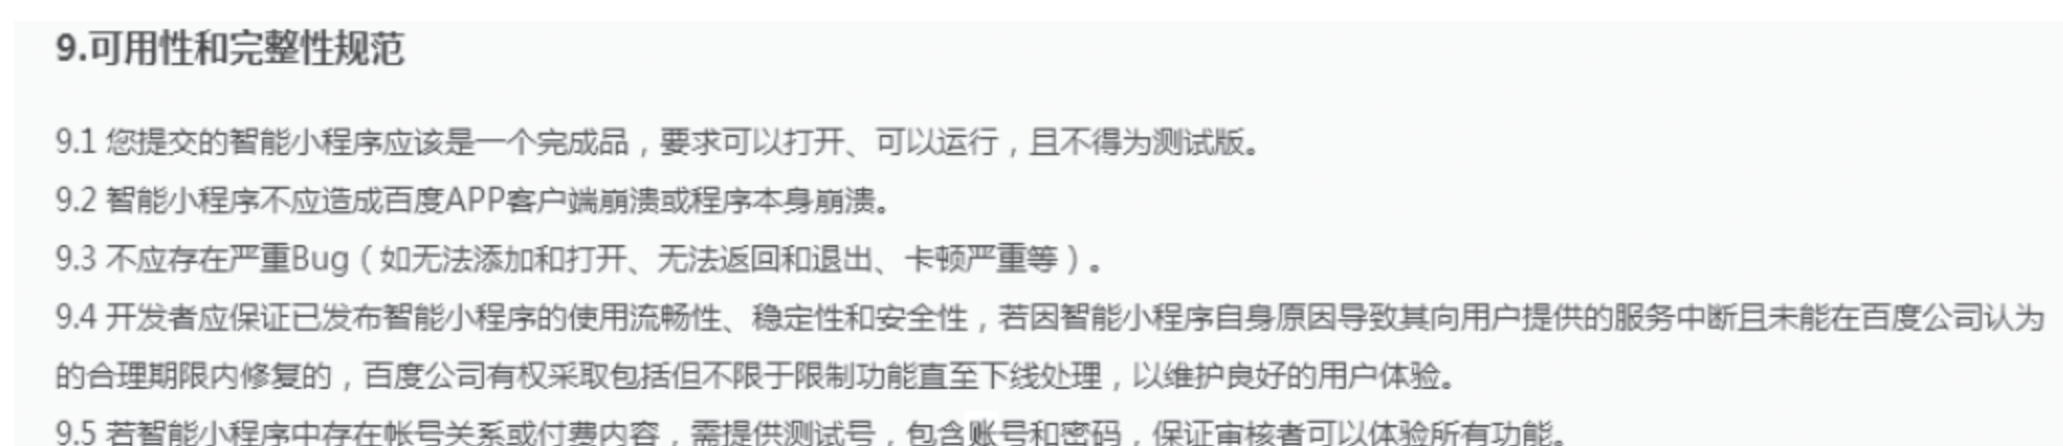 9.可用性和完整性规范
9.1 您提交的智能小程序应该是一个完成品，要求可以打开、可以运行，且不得为测试版。
9.2 智能小程序不应造成百度APP客户端崩溃或程序本身崩溃。
9.3 不应存在严重Bug（如无法添加和打开、无法返回和退出、卡顿严重等）。
9.4 开发者应保证已发布智能小程序的使用流畅性、稳定性和安全性，若因智能小程序自身原因导致其向用户提供的服务中断且未能在百度公司认为
的合理期限内修复的，百度公司有权采取包括但不限于限制功能直至下线处理，以维护良好的用户体验。
9.5 若智能小程序中存在帐号关系或付费内容，需提供测试号，包含账号和密码，保证审核者可以体验所有功能。